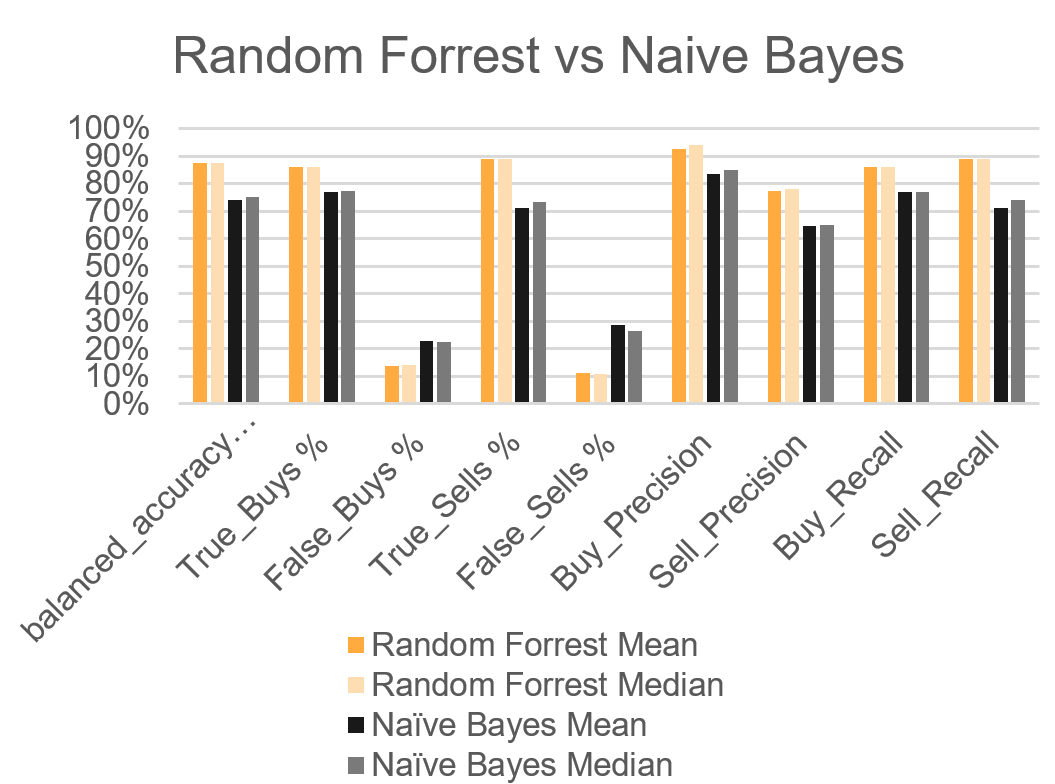 Random Forrest vs Naive Bayes
100%
90%
80%
70%
60%
50%
40%
30%
20%
10%
0%
balanced_accuracy…
True_Buys %
False_Buys %
True_Sells %
False_Sells %
Buy_Precision
Sell_Precision
Buy_Recall
Sell_Recall
Random Forrest Mean
Random Forrest Median
Naïve Bayes Mean
Naïve Bayes Median